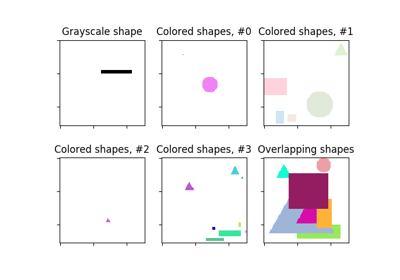 Grayscale shape
Colored shapes, #0
Colored shapes, #1
Colored shapes, #2
Colored shapes, #3
Overlapping shapes